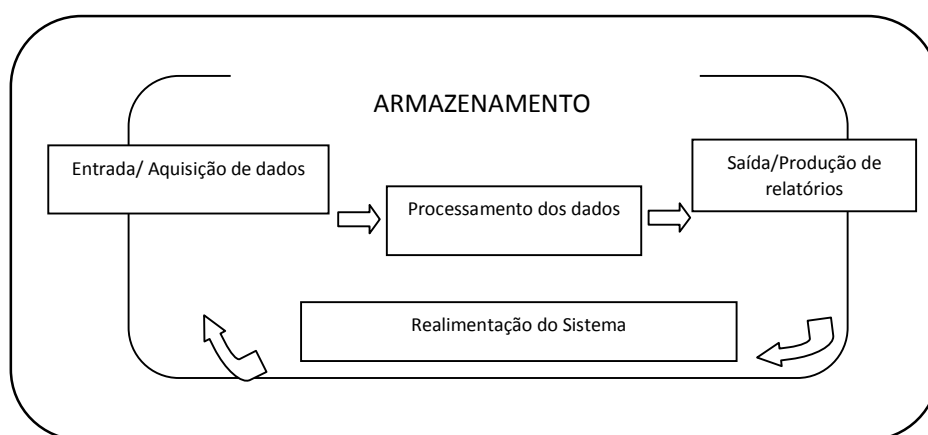 ARMAZENAMENTO
Entrada/ Aquisição de dados
Processamento dos dados
Saída/Produção de
relatórios
Realimentação do Sistema